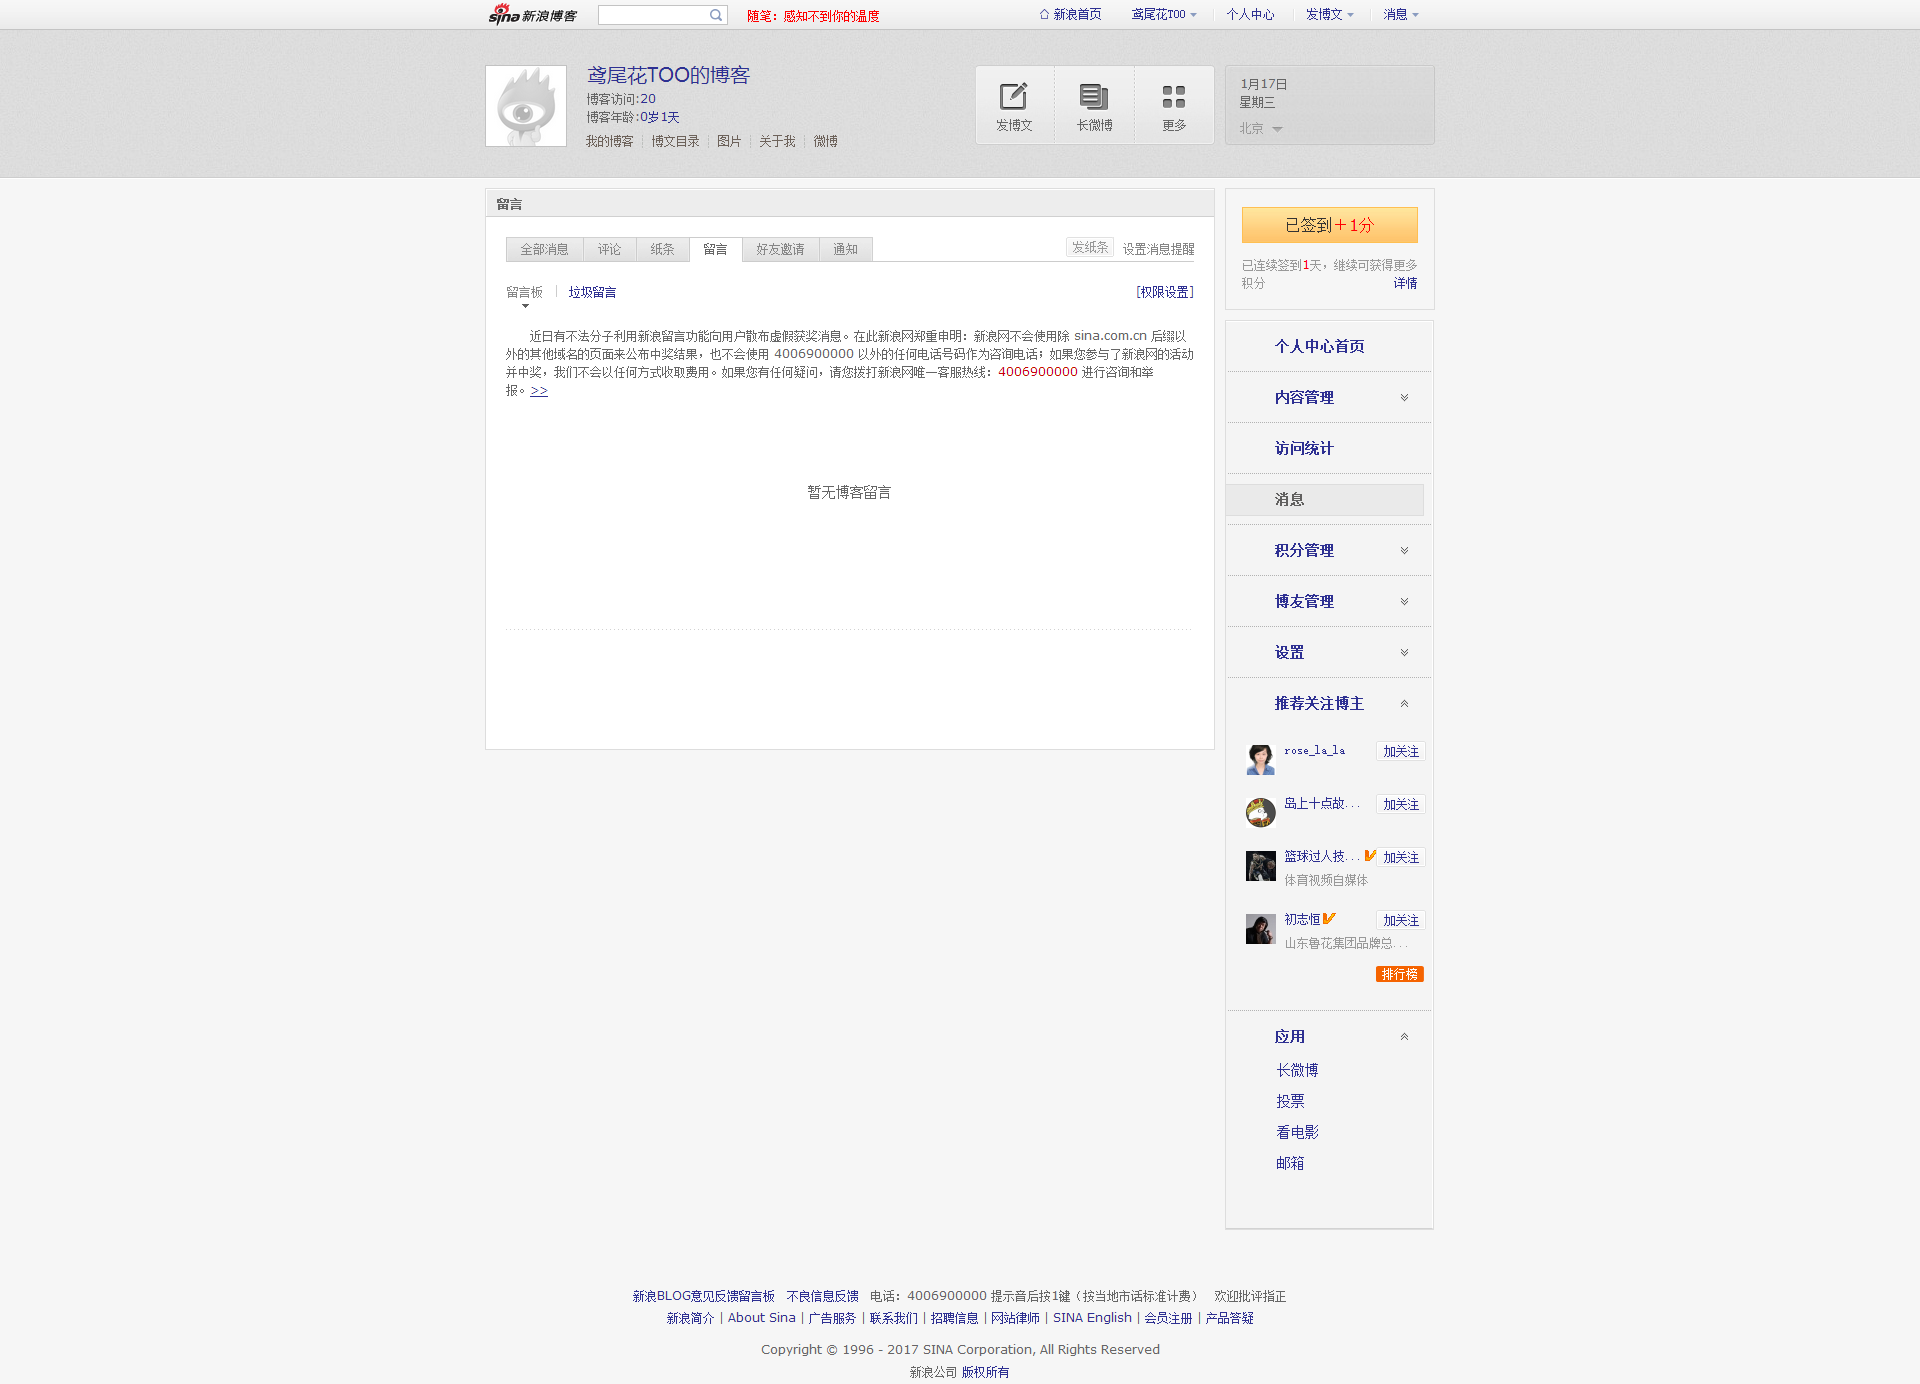 sina新浪博客
随笔：感知不到你的温度
新浪首页 鸢尾花TOO 个人中心 发博文 消息
鸢尾花TOO的博客
博客访问:20
博客年龄:0岁1天
我的博客 博文目录 图片 关于我 微博
发博文 长微博 更多
1月17日
星期三
北京
留言
全部消息 评论 纸条 留言 好友邀请 通知 发纸条 设置消息提醒
留言板 垃圾留言 [权限设置]
近日有不法分子利用新浪留言功能向用户散布虚假获奖消息。在此新浪网郑重申明：新浪网不会使用除 sina.com.cn 后缀以
外的其他域名的页面来公布中奖结果，也不会使用 4006900000 以外的任何电话号码作为咨询电话；如果您参与了新浪网的活动
并中奖，我们不会以任何方式收取费用。如果您有任何疑问，请您拨打新浪网唯一客服热线：4006900000 进行咨询和举
报。>>
暂无博客留言
已签到+1分
已连续签到1天，继续可获得更多
积分 详情
个人中心首页
内容管理
访问统计
消息
积分管理
博友管理
设置
推荐关注博主
rose_la_la 加关注
岛上十点故... 加关注
篮球过人技... 加关注
体育视频自媒体
初志恒 加关注
山东鲁花集团品牌总...
排行榜
应用
长微博
投票
看电影
邮箱
新浪BLOG意见反馈留言板 不良信息反馈 电话：4006900000 提示音后按1键（按当地市话标准计费） 欢迎批评指正
新浪简介 | About Sina | 广告服务 | 联系我们 | 招聘信息 | 网站律师 | SINA English | 会员注册 | 产品答疑
Copyright © 1996 - 2017 SINA Corporation, All Rights Reserved
新浪公司 版权所有